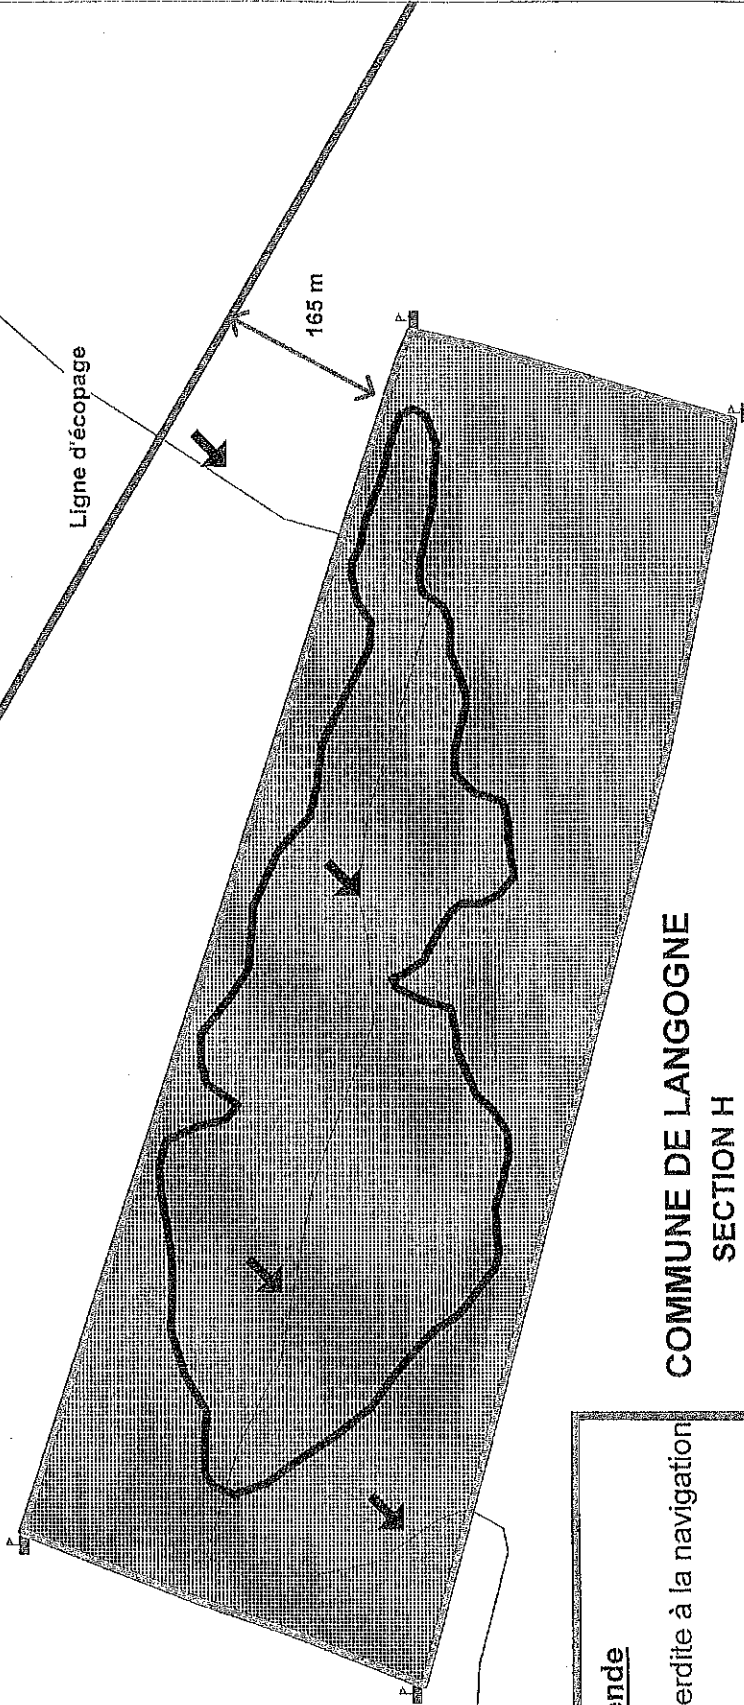 Ligne d'écopage
165 m
COMMUNE DE LANGOGNE
SECTION H
ende
erdite à la navigation